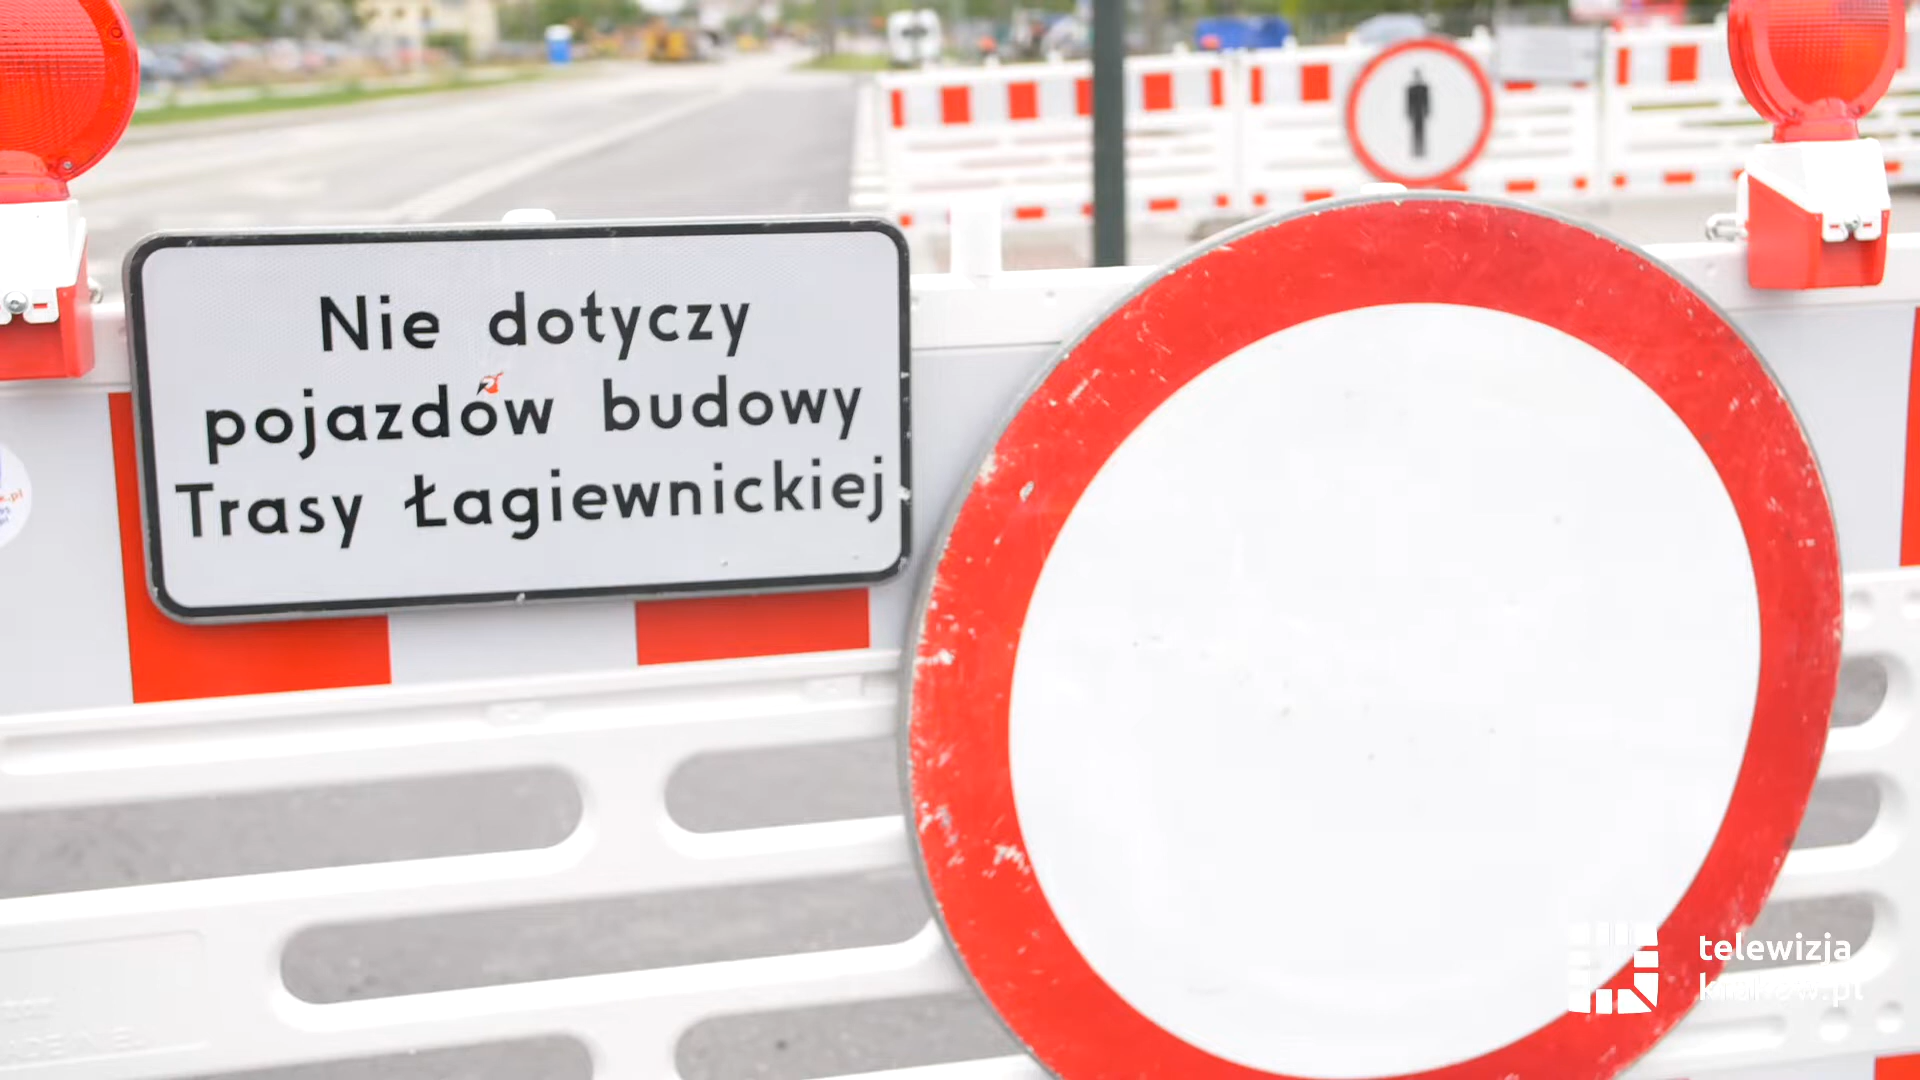 Nie dotyczy
pojazdów budowy
Trasy Łagiewnickiej
telewizja
krakow.pl